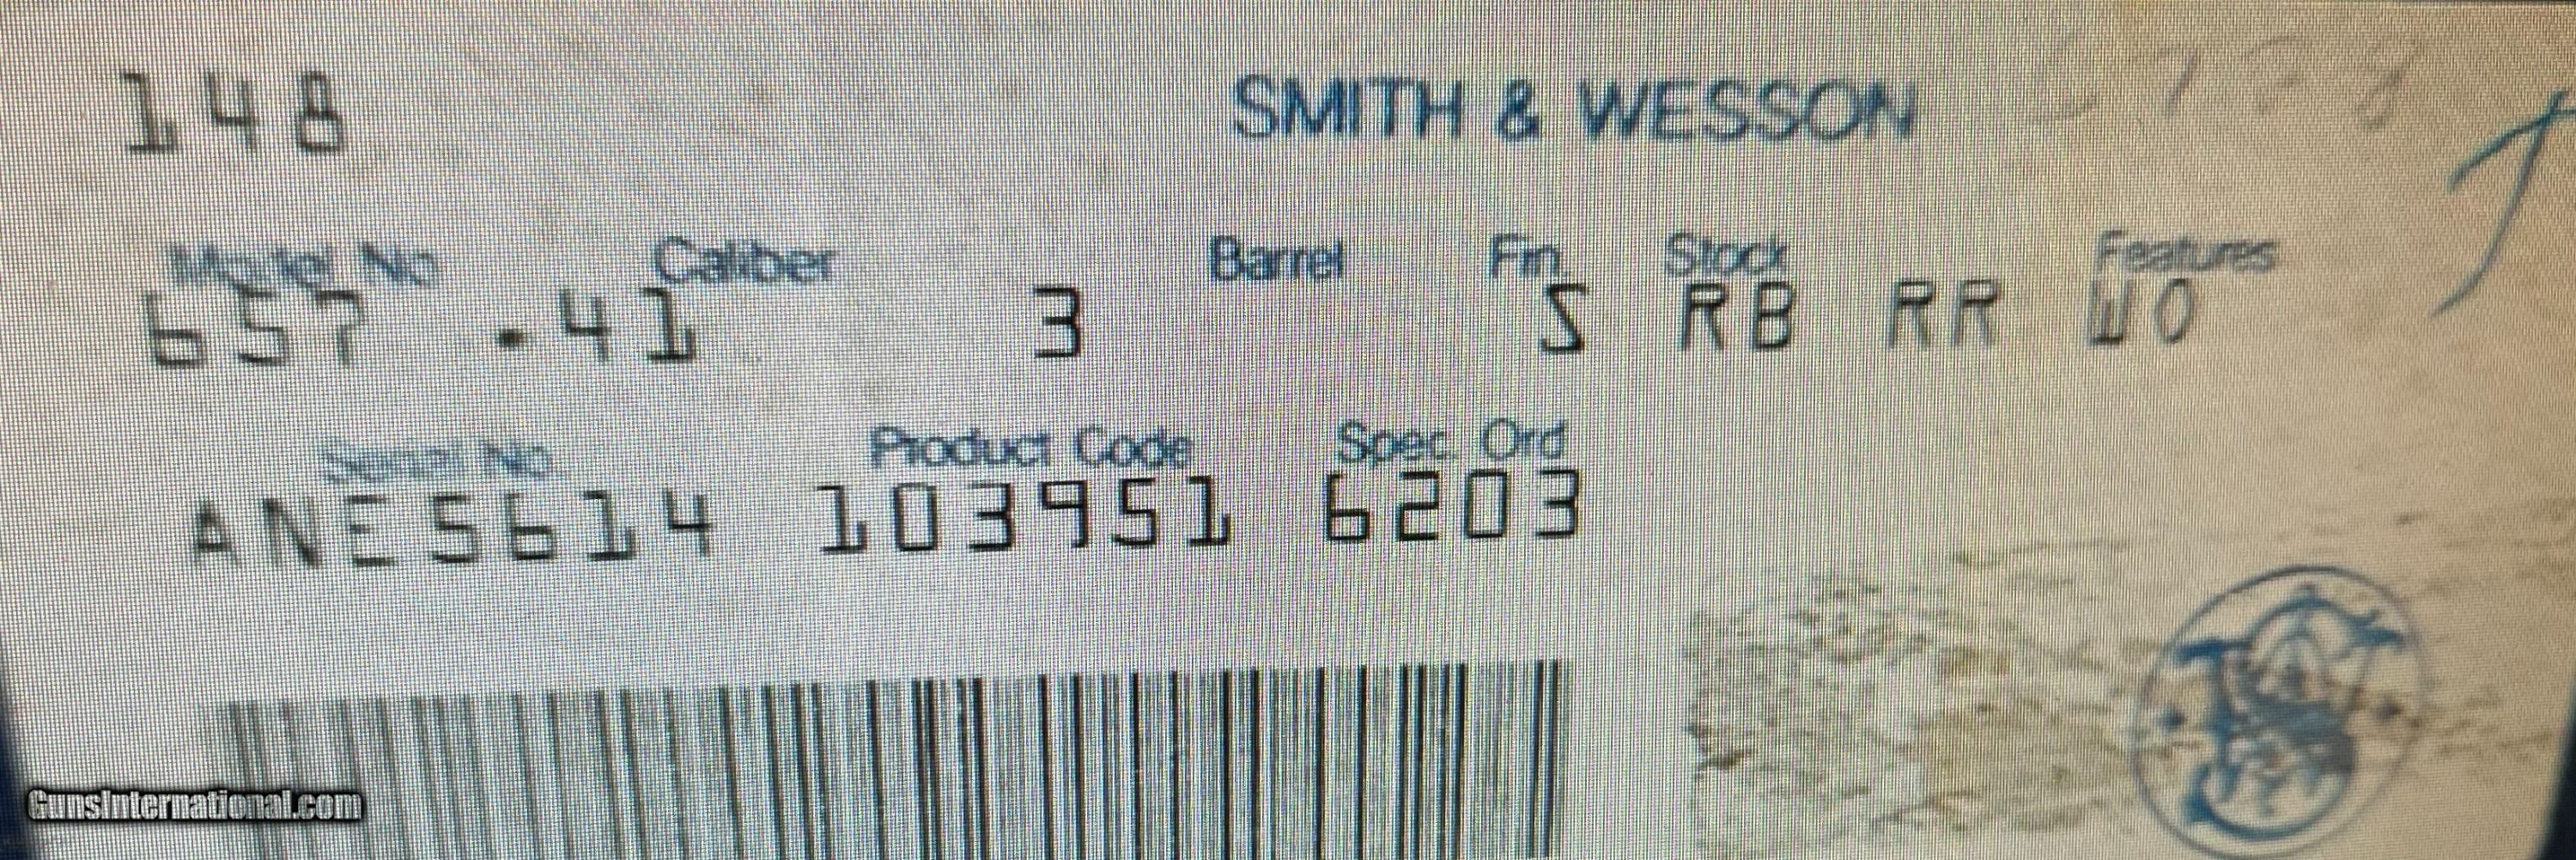 148
SMITH & WESSON
Model No Caliber Barrel Fin. Stock Features
657 .41 3 S RB RR WO
Serial No Product Code Spec. Ord
ANE5614 103951 6203
GunsInternational.com